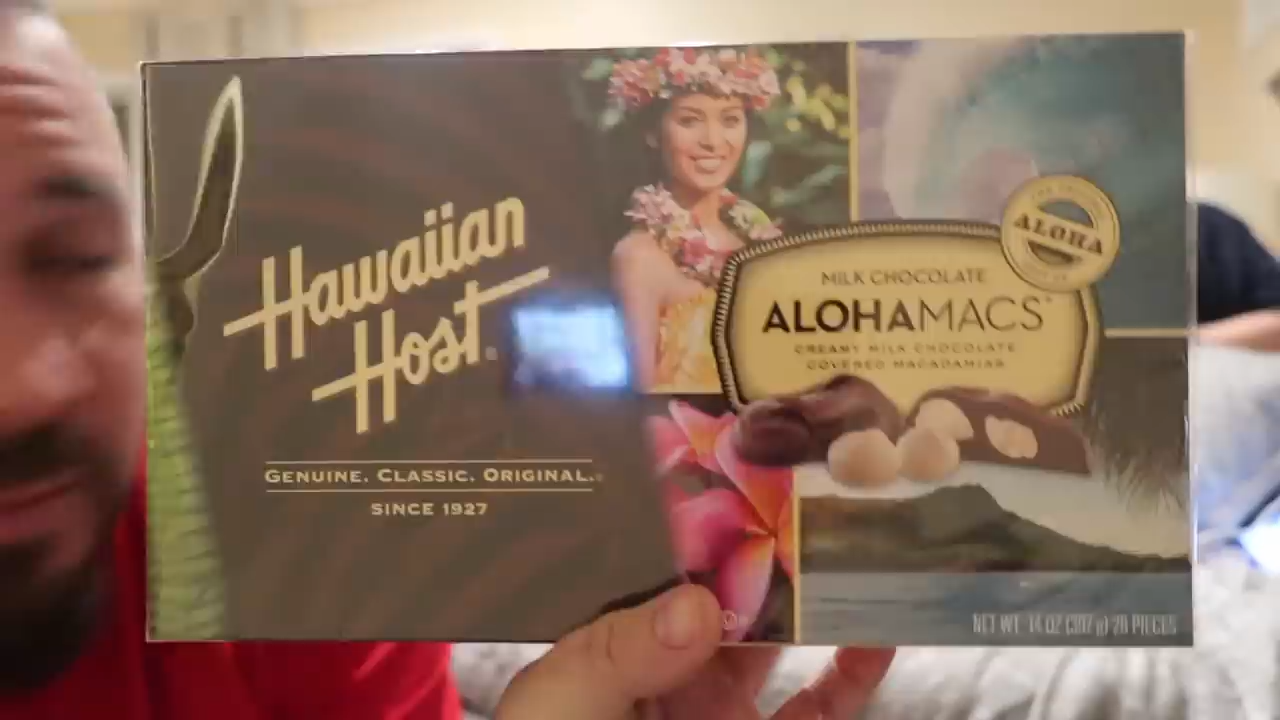 Hawaiian
Host®
GENUINE. CLASSIC. ORIGINAL.®
SINCE 1927
ALOHA
MILK CHOCOLATE
ALOHAMACS®
CREAMY MILK CHOCOLATE
COVERED MACADAMIAS
NET WT. 14 OZ (397 g) 28 PIECES